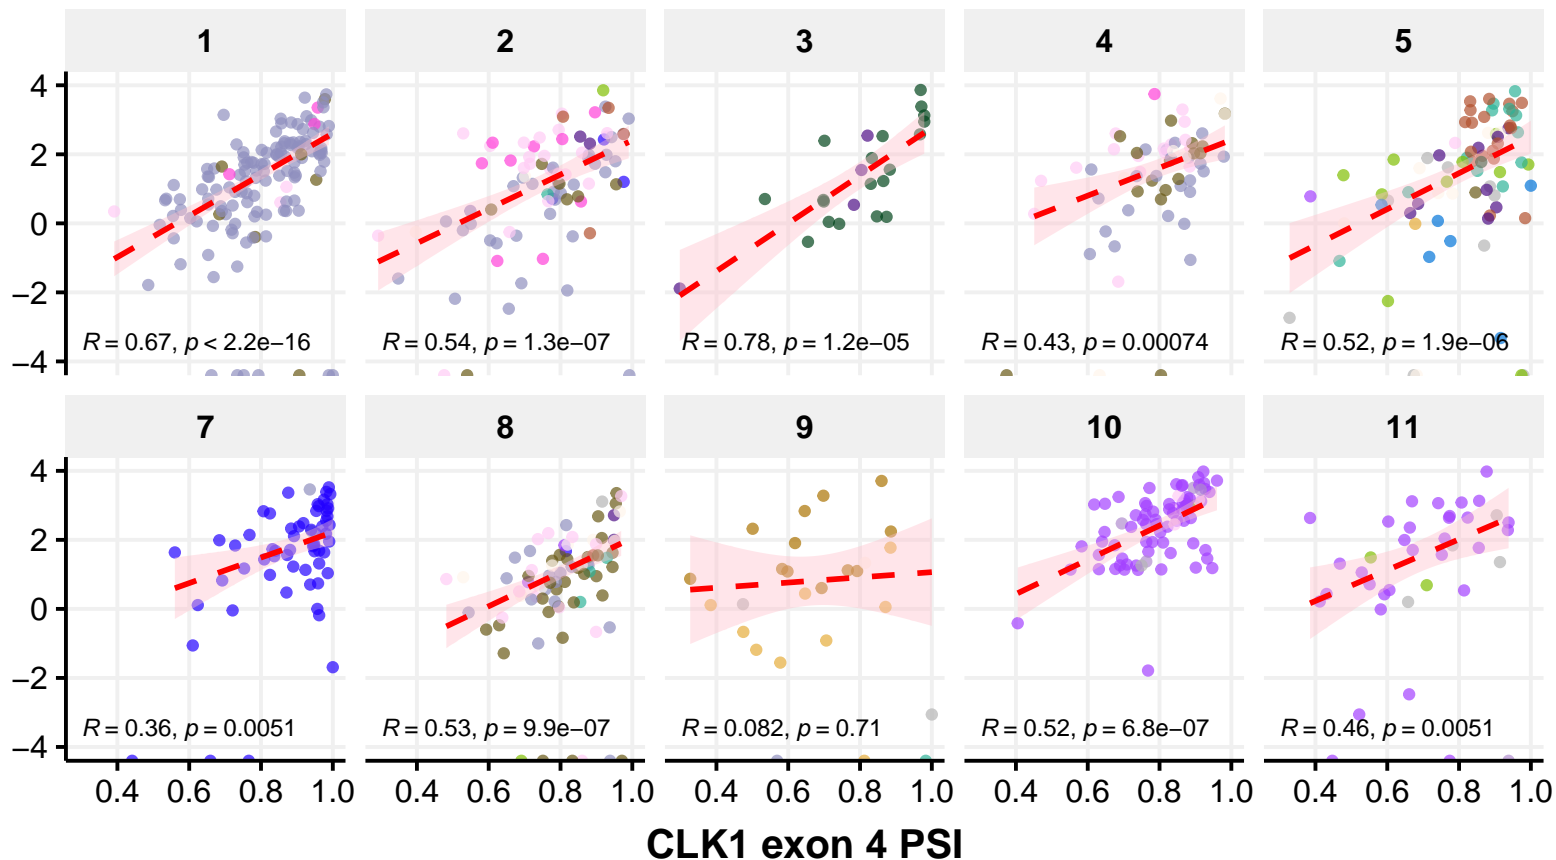 1 2 3 4 5
4
2
0
−2
−4
R = 0.67, p < 2.2e−16 R = 0.54, p = 1.3e−07 R = 0.78, p = 1.2e−05 R = 0.43, p = 0.00074 R = 0.52, p = 1.9e−06
7 8 9 10 11
4
2
0
−2
−4
R = 0.36, p = 0.0051 R = 0.53, p = 9.9e−07 R = 0.082, p = 0.71 R = 0.52, p = 6.8e−07 R = 0.46, p = 0.0051
0.4 0.6 0.8 1.0 0.4 0.6 0.8 1.0 0.4 0.6 0.8 1.0 0.4 0.6 0.8 1.0 0.4 0.6 0.8 1.0
CLK1 exon 4 PSI